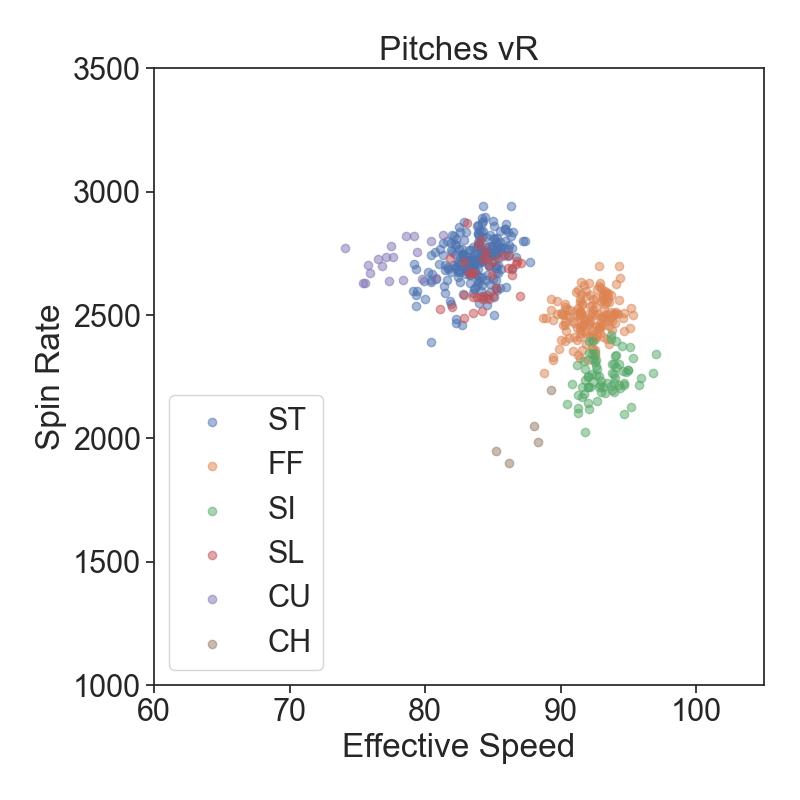 Pitches vR
3500
3000
2500
2000
1500
1000
Spin Rate
ST
FF
SI
SL
CU
CH
60 70 80 90 100
Effective Speed